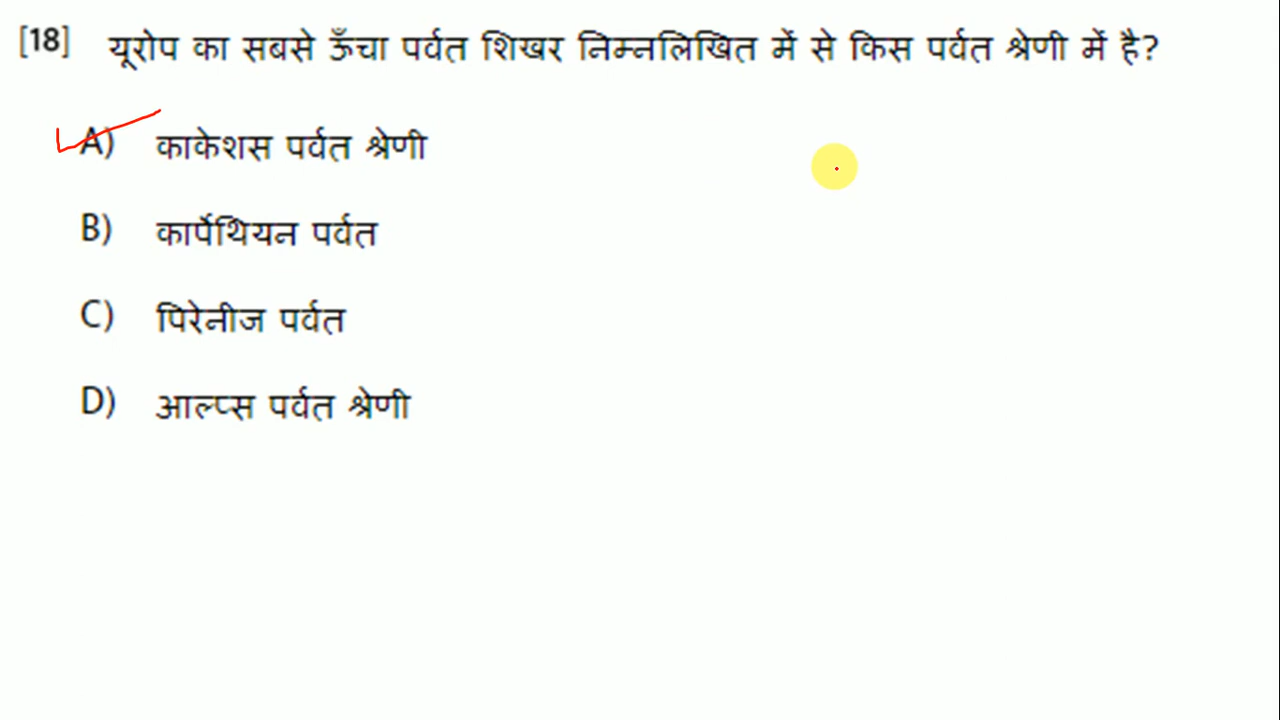 [18] यूरोप का सबसे ऊँचा पर्वत शिखर निम्नलिखित में से किस पर्वत श्रेणी में है?
A) काकेशस पर्वत श्रेणी
B) कार्पेथियन पर्वत
C) पिरेनीज पर्वत
D) आल्प्स पर्वत श्रेणी